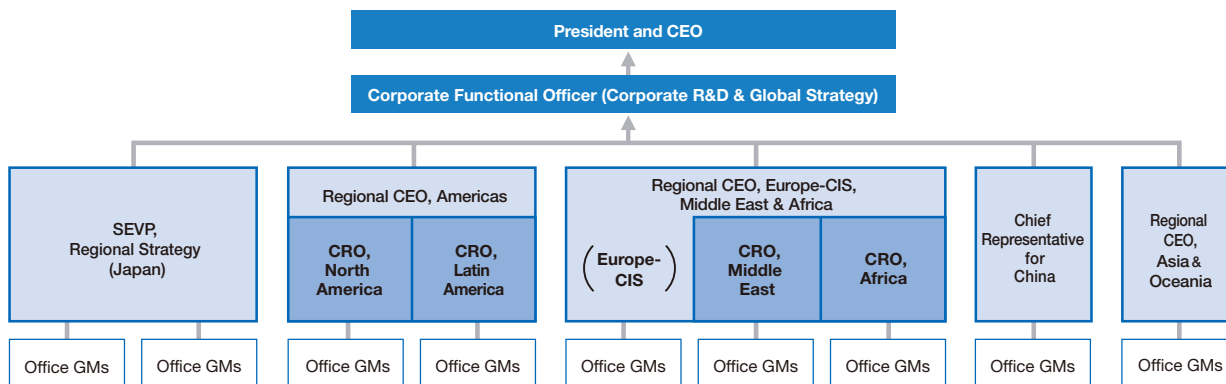 President and CEO
Corporate Functional Officer (Corporate R&D & Global Strategy)
SEVP,
Regional Strategy
(Japan)
Regional CEO, Americas
CRO,
North
America
CRO,
Latin
America
Regional CEO, Europe-CIS,
Middle East & Africa
(Europe-
CIS)
CRO,
Middle
East
CRO,
Africa
Chief
Representative
for
China
Regional
CEO,
Asia &
Oceania
Office GMs
Office GMs
Office GMs
Office GMs
Office GMs
Office GMs
Office GMs
Office GMs
Office GMs